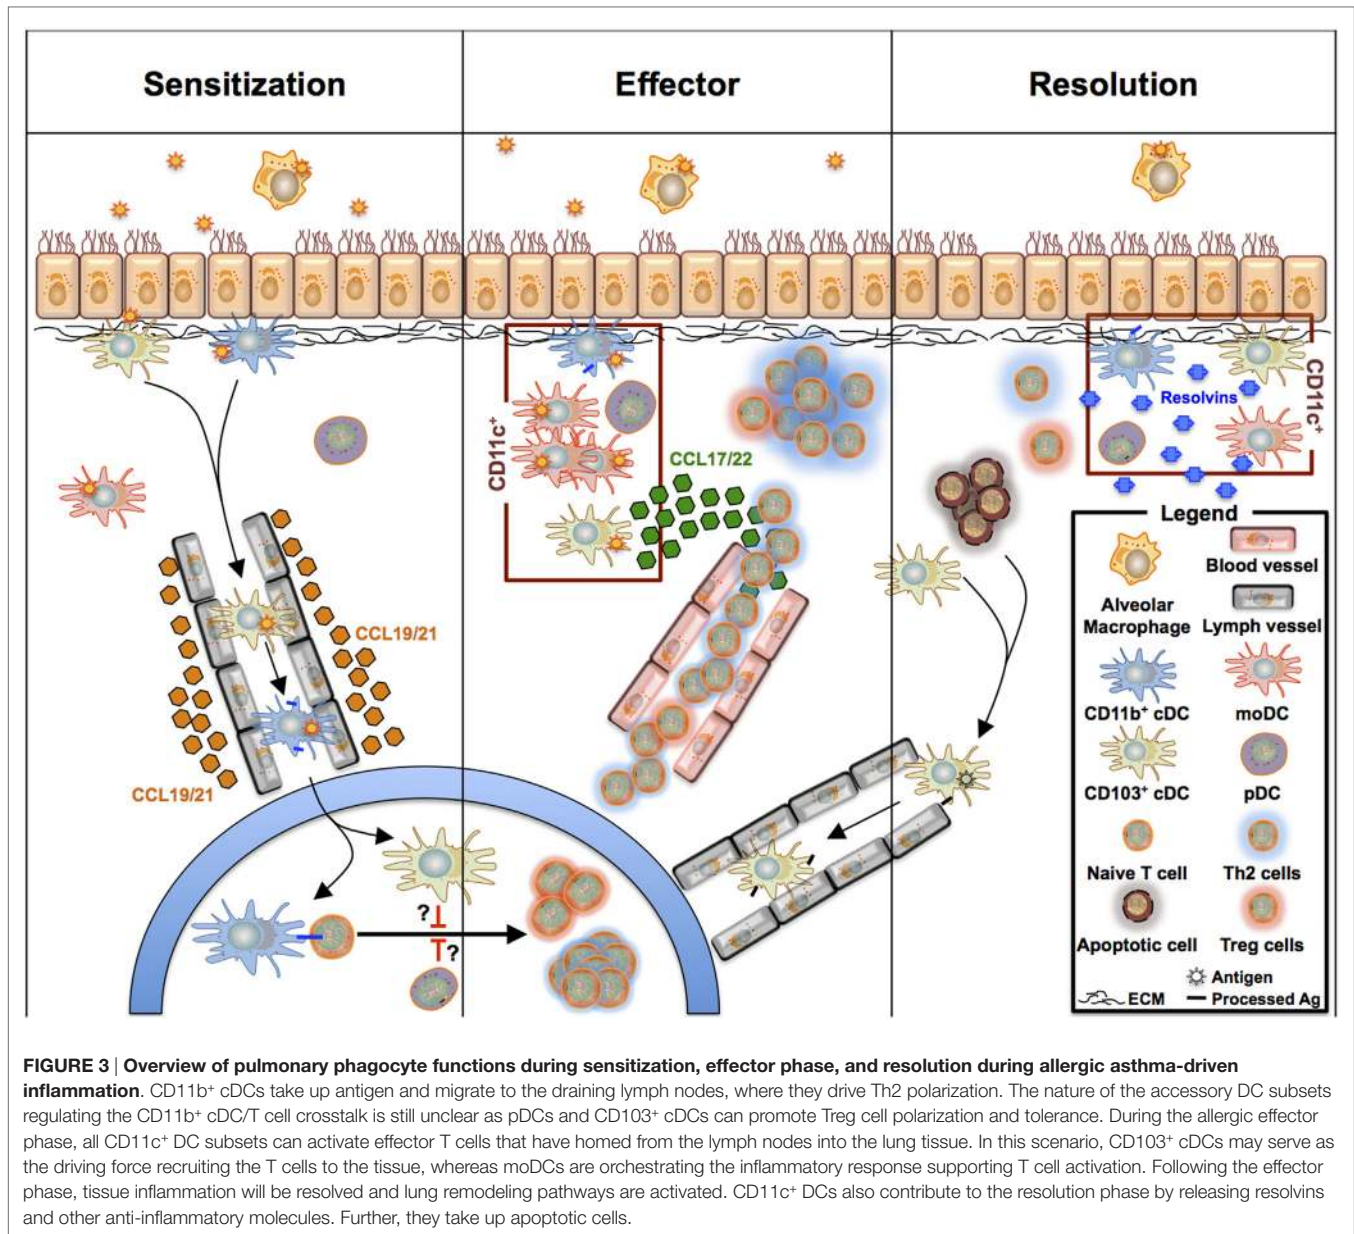 Sensitization
Effector
Resolution
CD11c⁺
CCL17/22
CCL19/21
CCL19/21
?
?
Resolvins
CD11c⁺
Legend
Alveolar
Macrophage
Blood vessel
Lymph vessel
CD11b⁺ cDC
moDC
CD103⁺ cDC
pDC
Naive T cell
Th2 cells
Apoptotic cell
Treg cells
Antigen
ECM
Processed Ag
FIGURE 3 | Overview of pulmonary phagocyte functions during sensitization, effector phase, and resolution during allergic asthma-driven
inflammation. CD11b⁺ cDCs take up antigen and migrate to the draining lymph nodes, where they drive Th2 polarization. The nature of the accessory DC subsets
regulating the CD11b⁺ cDC/T cell crosstalk is still unclear as pDCs and CD103⁺ cDCs can promote Treg cell polarization and tolerance. During the allergic effector
phase, all CD11c⁺ DC subsets can activate effector T cells that have homed from the lymph nodes into the lung tissue. In this scenario, CD103⁺ cDCs may serve as
the driving force recruiting the T cells to the tissue, whereas moDCs are orchestrating the inflammatory response supporting T cell activation. Following the effector
phase, tissue inflammation will be resolved and lung remodeling pathways are activated. CD11c⁺ DCs also contribute to the resolution phase by releasing resolvins
and other anti-inflammatory molecules. Further, they take up apoptotic cells.